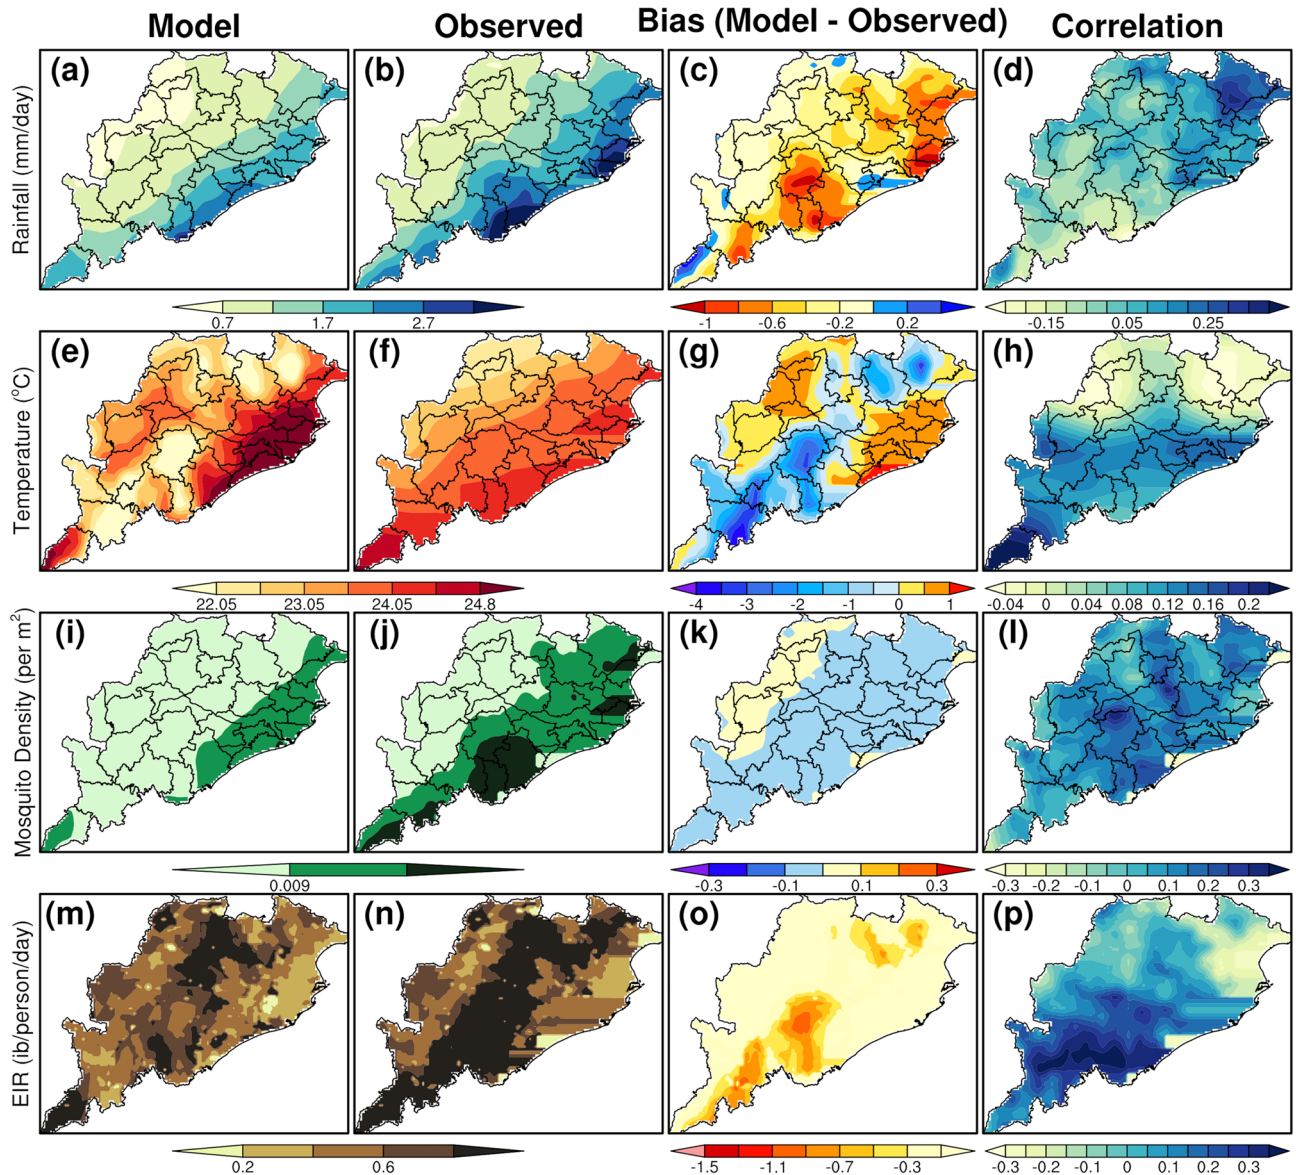 Model Observed Bias (Model - Observed) Correlation
Rainfall (mm/day)
(a) (b) (c) (d)
0.7 1.7 2.7 -1 -0.6 -0.2 0.2 -0.15 0.05 0.25
Temperature (°C)
(e) (f) (g) (h)
22.05 23.05 24.05 24.8 -4 -3 -2 -1 0 1 -0.04 0 0.04 0.08 0.12 0.16 0.2
Mosquito Density (per m²)
(i) (j) (k) (l)
0.009 -0.3 -0.1 0.1 0.3 -0.3 -0.2 -0.1 0 0.1 0.2 0.3
EIR (ib/person/day)
(m) (n) (o) (p)
0.2 0.6 -1.5 -1.1 -0.7 -0.3 -0.3 -0.2 -0.1 0 0.1 0.2 0.3